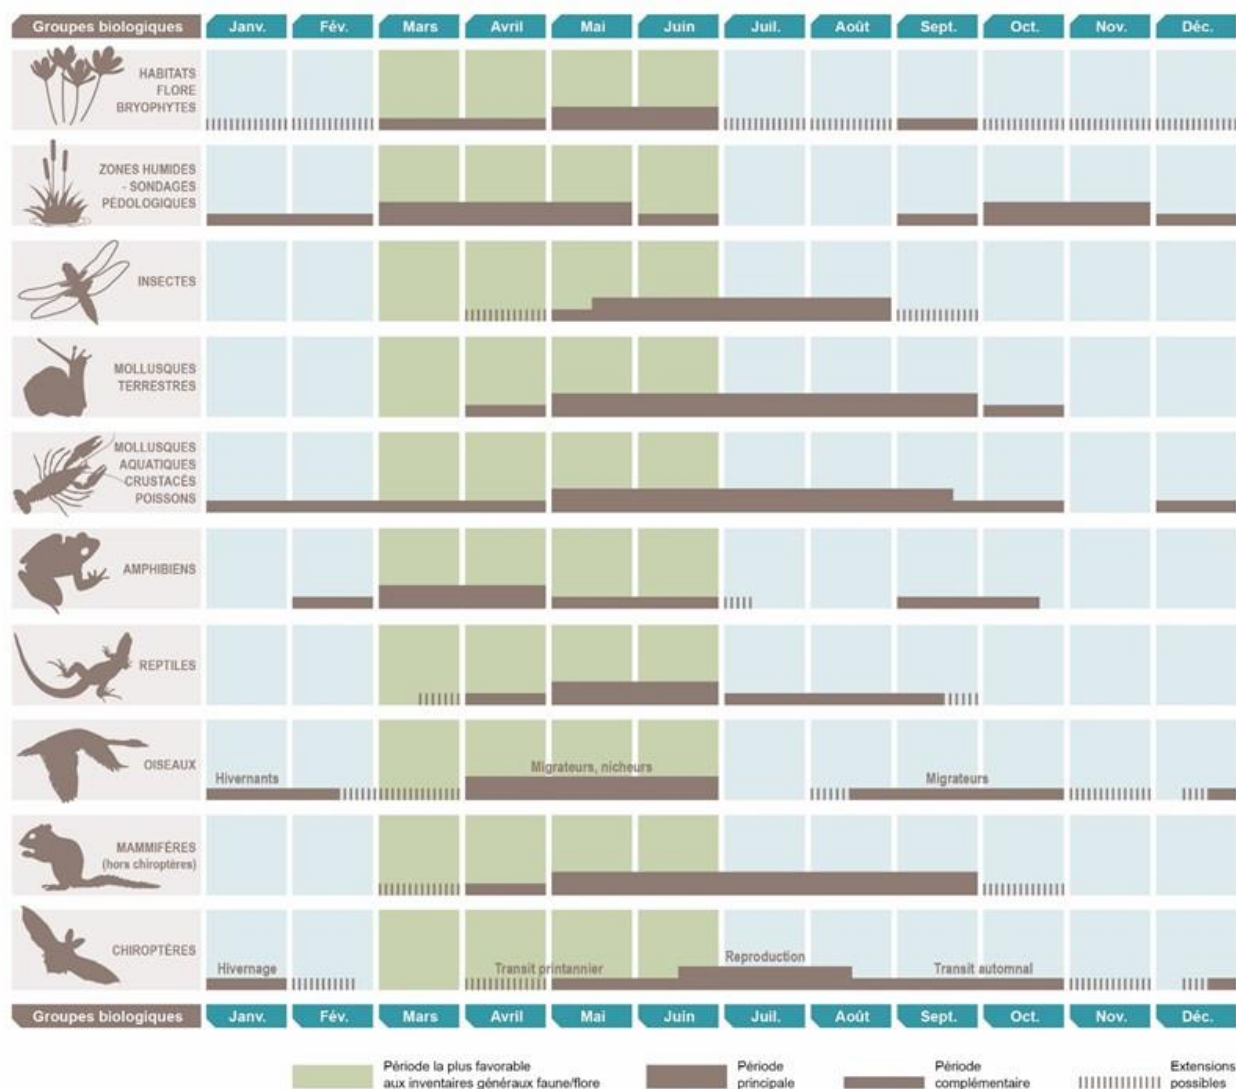 Groupes biologiques Janv. Fév. Mars Avril Mai Juin Juil. Août Sept. Oct. Nov. Déc.
HABITATS
FLORE
BRYOPHYTES
ZONES HUMIDES
- SONDAGES
PÉDOLOGIQUES
INSECTES
MOLLUSQUES
TERRESTRES
MOLLUSQUES
AQUATIQUES
CRUSTACÉS
POISSONS
AMPHIBIENS
REPTILES
OISEAUX
Hivernants
Migrateurs, nicheurs
Migrateurs
MAMMIFÉRES
(hors chiroptères)
CHIROPTÈRES
Hivernage
Transit printannier
Reproduction
Transit automnal
Groupes biologiques Janv. Fév. Mars Avril Mai Juin Juil. Août Sept. Oct. Nov. Déc.
Période la plus favorable
aux inventaires généraux faune/flore
Période
principale
Période
complémentaire
Extensions
possibles